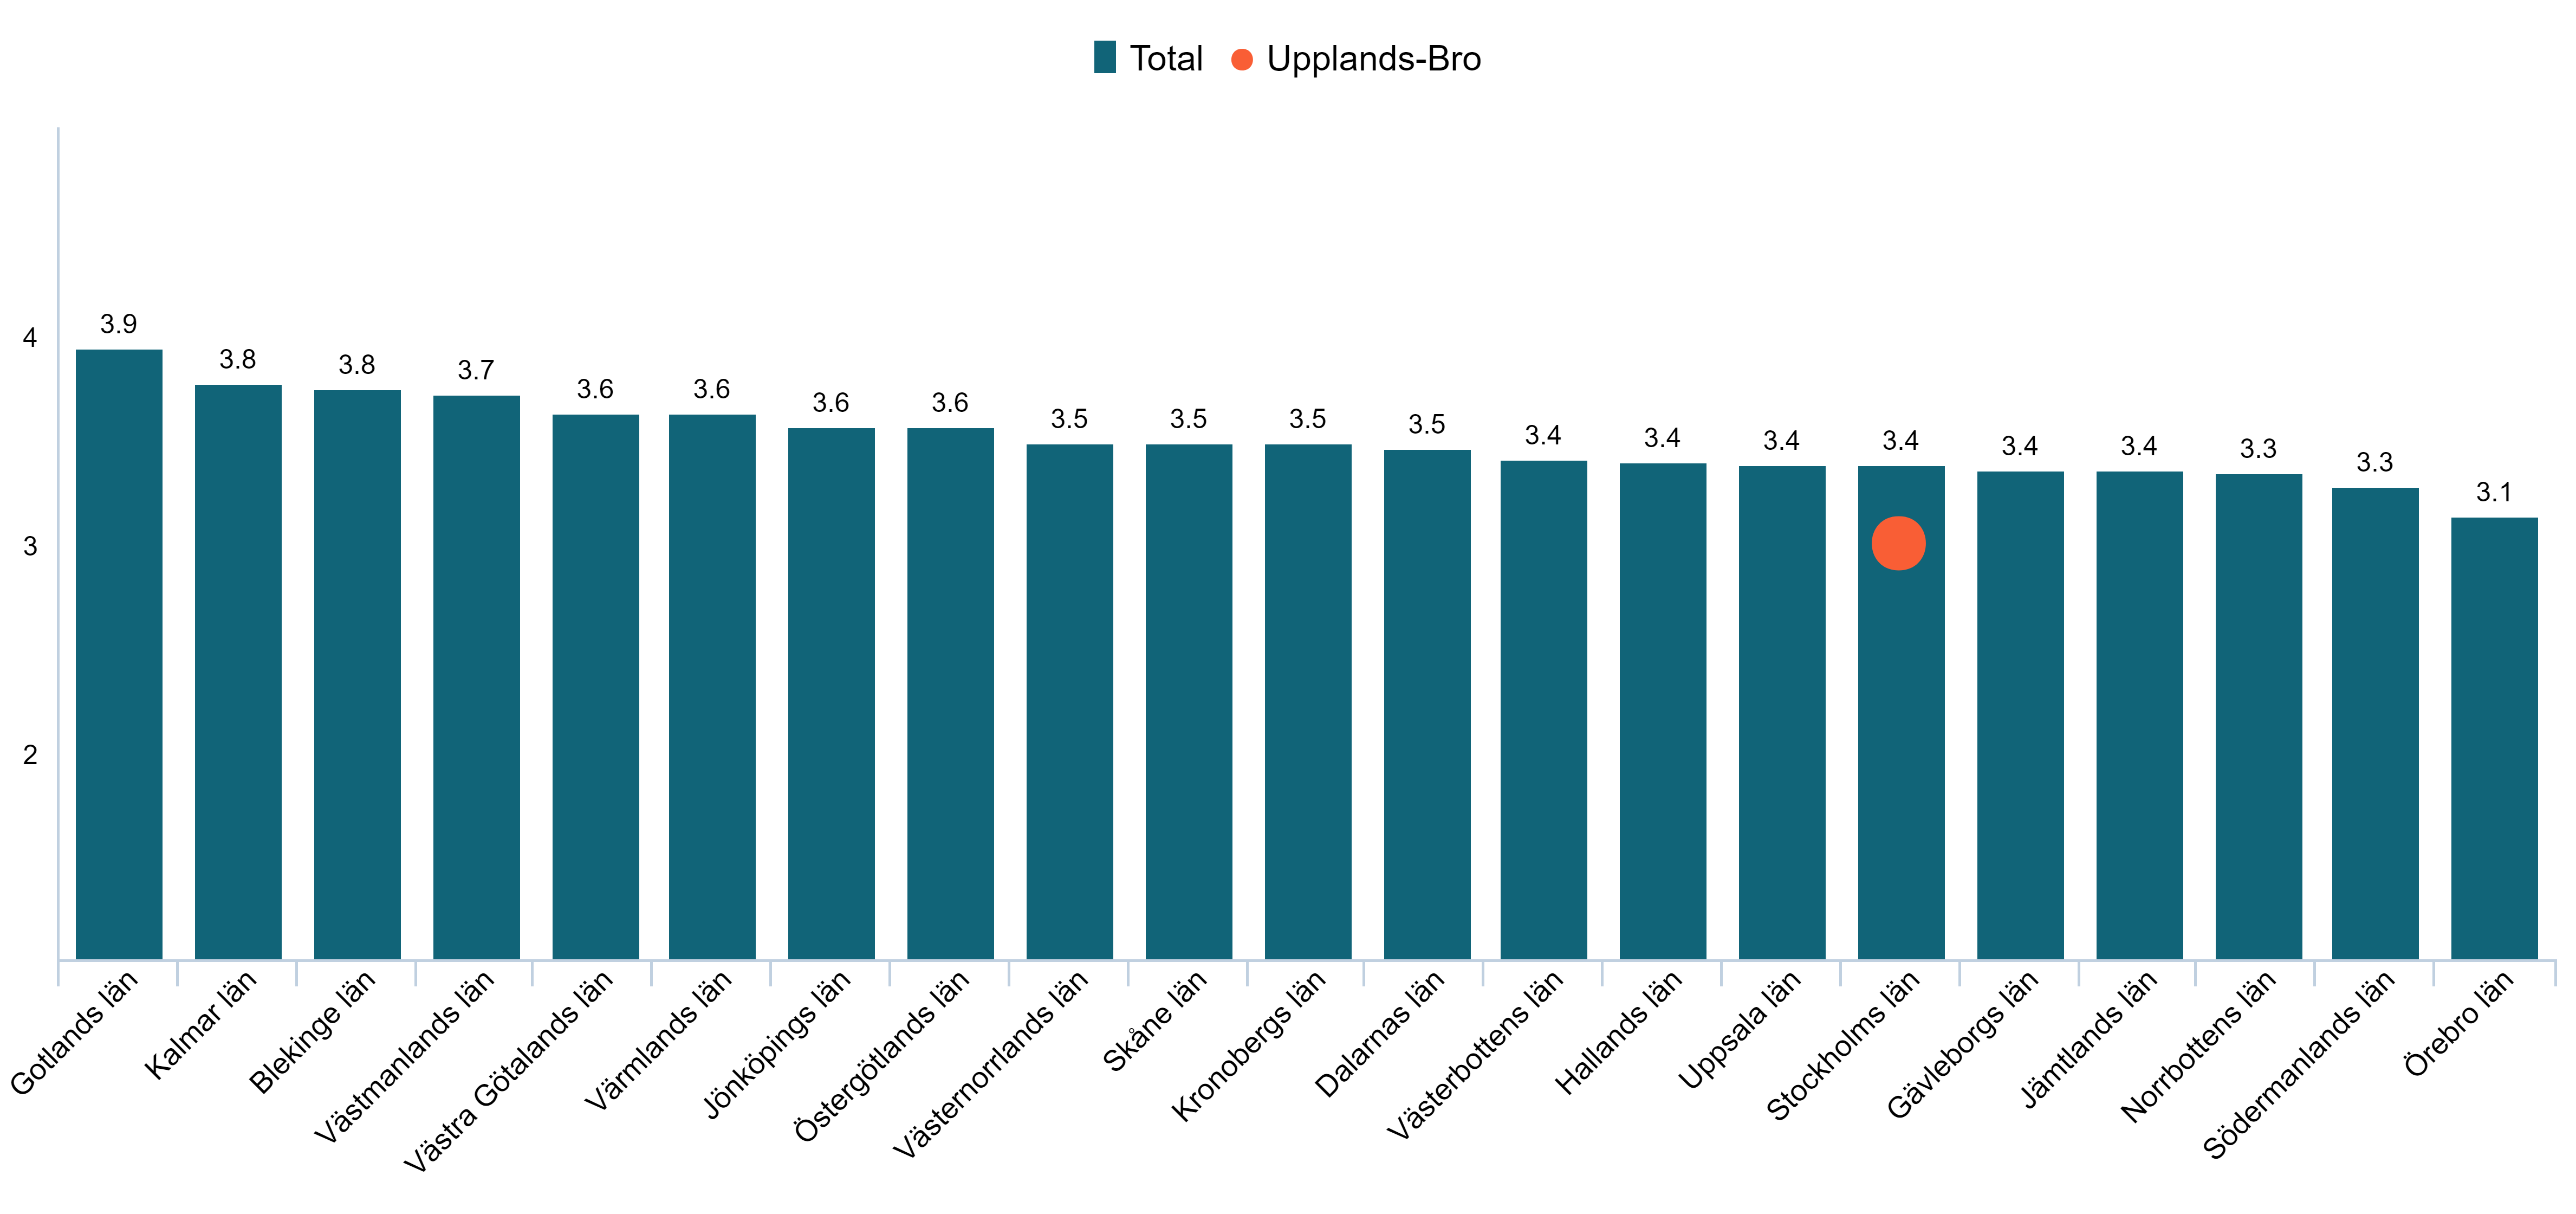 Total Upplands-Bro
4
3
2
3.9
3.8
3.8
3.7
3.6
3.6
3.6
3.6
3.5
3.5
3.5
3.5
3.4
3.4
3.4
3.4
3.4
3.4
3.3
3.3
3.1
Gotlands län
Kalmar län
Blekinge län
Västmanlands län
Västra Götalands län
Värmlands län
Jönköpings län
Östergötlands län
Västernorrlands län
Skåne län
Kronobergs län
Dalarnas län
Västerbottens län
Hallands län
Uppsala län
Stockholms län
Gävleborgs län
Jämtlands län
Norrbottens län
Södermanlands län
Örebro län